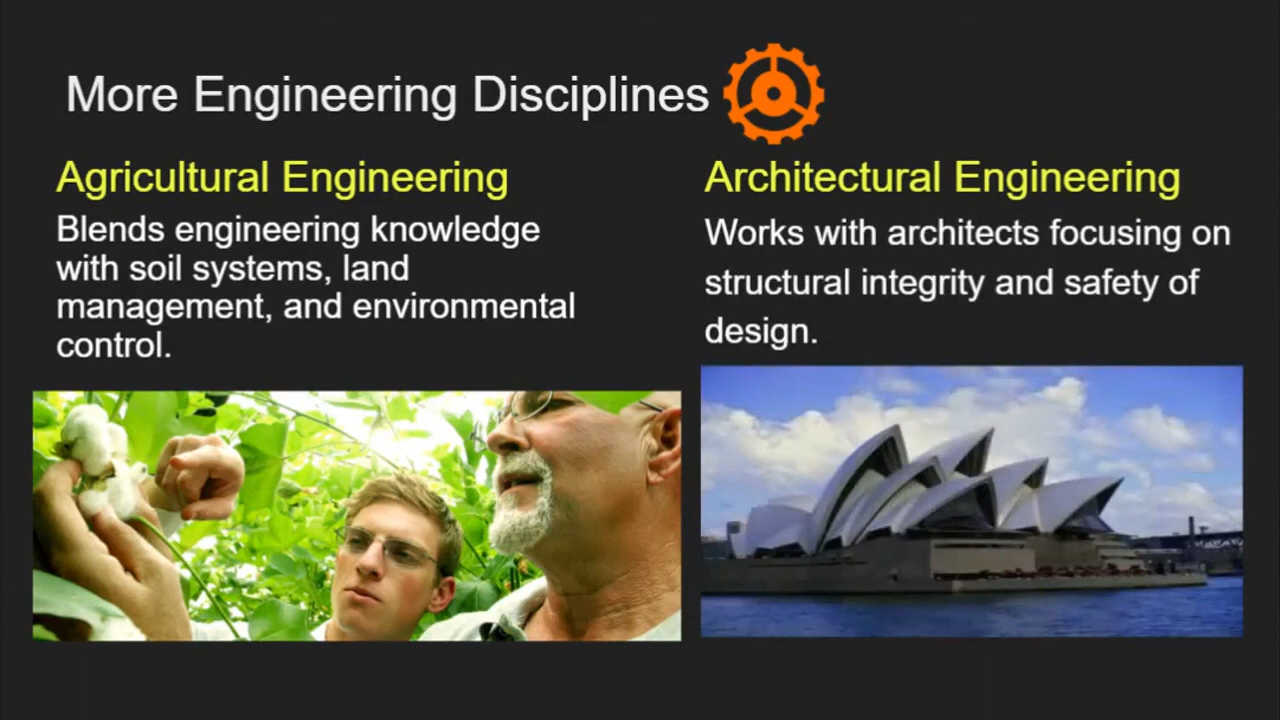 More Engineering Disciplines
Agricultural Engineering
Blends engineering knowledge
with soil systems, land
management, and environmental
control.
Architectural Engineering
Works with architects focusing on
structural integrity and safety of
design.